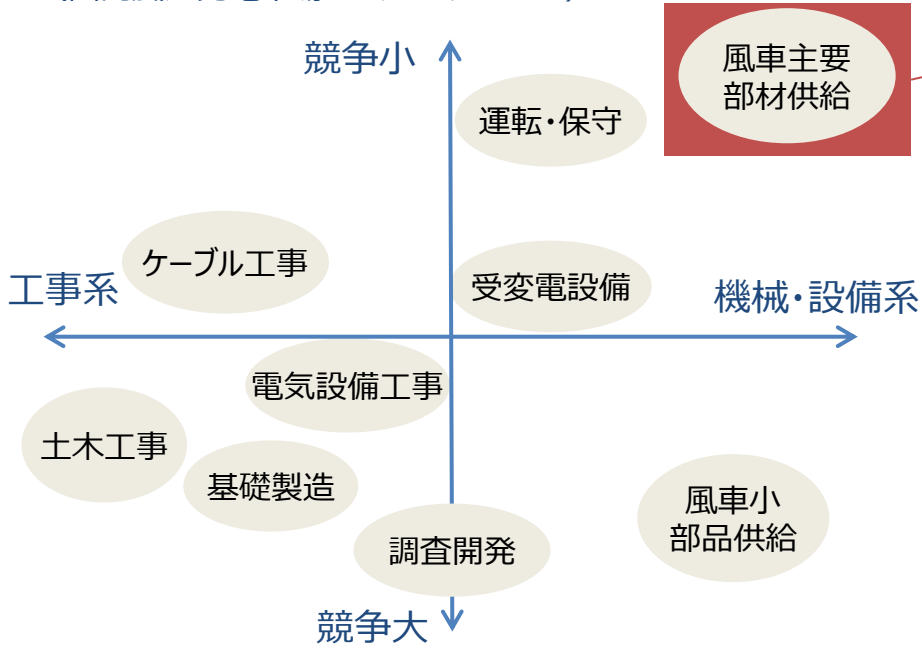 競争小
風車主要
部材供給
運転・保守
ケーブル工事
工事系
受変電設備
機械・設備系
電気設備工事
土木工事
基礎製造
風車小
部品供給
調査開発
競争大